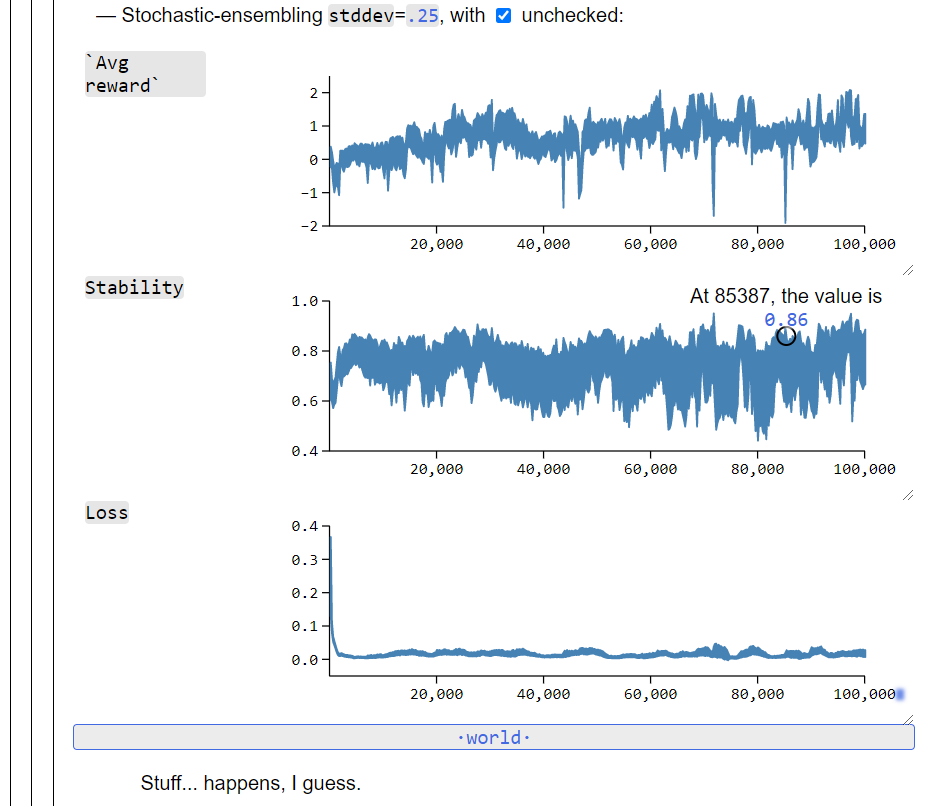 — Stochastic-ensembling stddev=.25, with unchecked:
`Avg
reward`
2
1
0
−1
−2
20,000 40,000 60,000 80,000 100,000
Stability
At 85387, the value is
0.86
1.0
0.8
0.6
0.4
20,000 40,000 60,000 80,000 100,000
Loss
0.4
0.3
0.2
0.1
0.0
20,000 40,000 60,000 80,000 100,000
·world·
Stuff... happens, I guess.